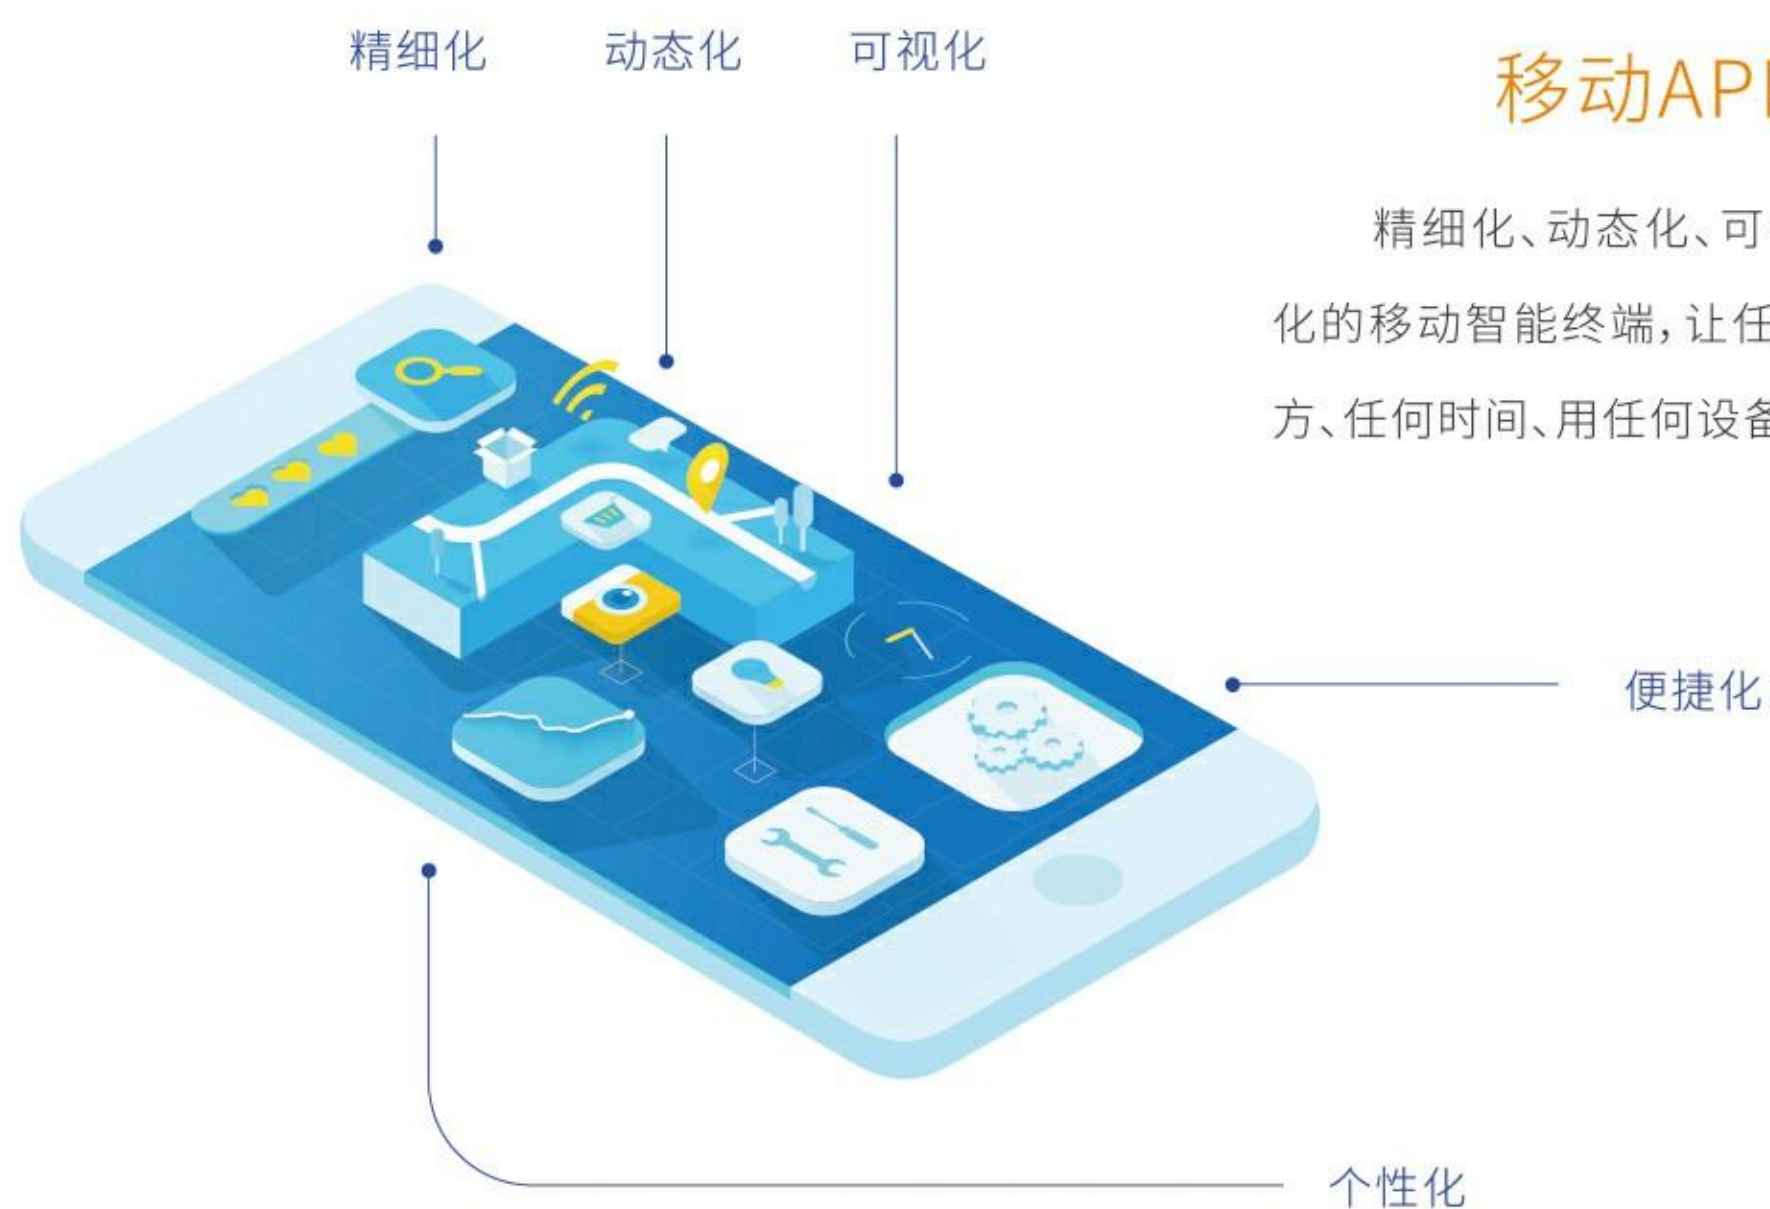 精细化 动态化 可视化
移动AP
精细化、动态化、可
化的移动智能终端，让任
方、任何时间、用任何设备
便捷化
个性化